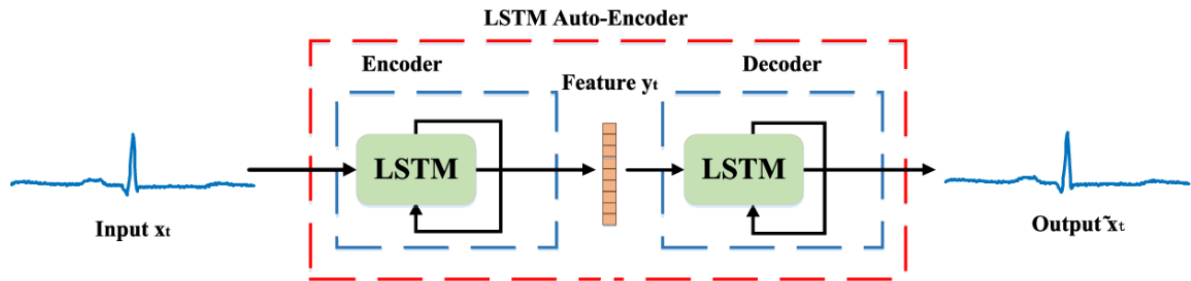 LSTM Auto-Encoder
Encoder
Decoder
Feature yₜ
LSTM
LSTM
Input xₜ
Output x̃ₜ